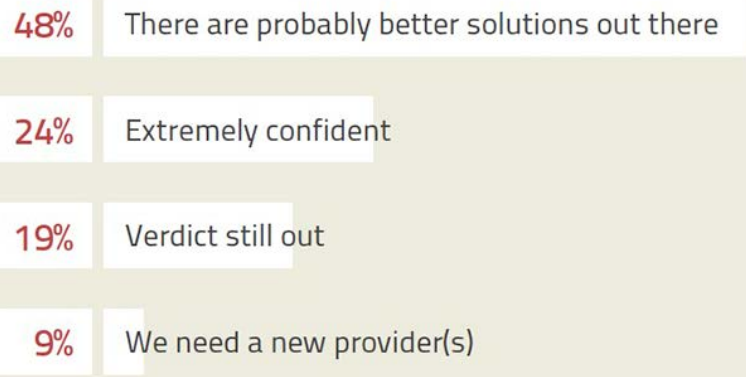 48% There are probably better solutions out there
24% Extremely confident
19% Verdict still out
9% We need a new provider(s)